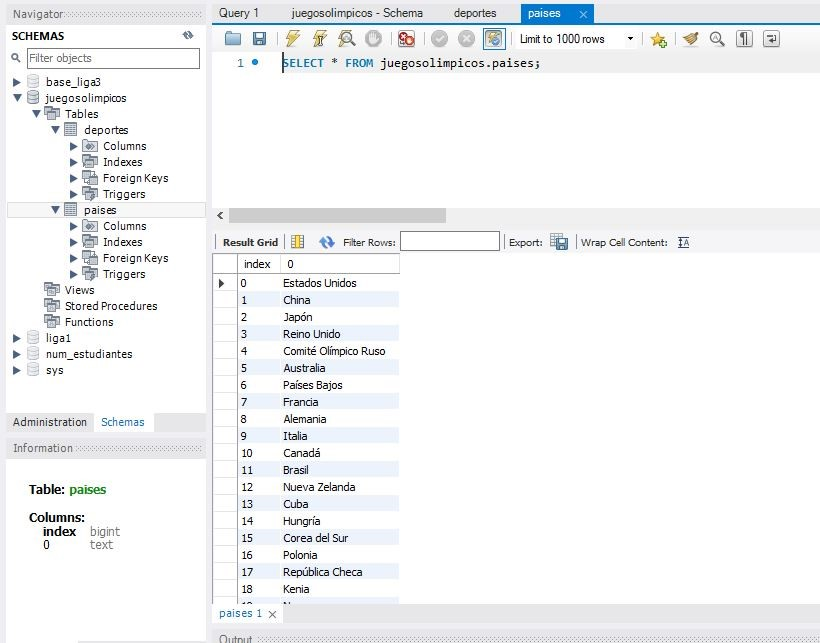 Navigator
SCHEMAS
Filter objects
base_liga3
juegosolimpicos
Tables
deportes
Columns
Indexes
Foreign Keys
Triggers
paises
Columns
Indexes
Foreign Keys
Triggers
Views
Stored Procedures
Functions
liga1
num_estudiantes
sys
Administration Schemas
Information
Table: paises
Columns:
index bigint
0 text
Query 1 juegosolimpicos - Schema deportes paises
Limit to 1000 rows
1 SELECT * FROM juegosolimpicos.paises;
Result Grid Filter Rows: Export: Wrap Cell Content:
index 0
0 Estados Unidos
1 China
2 Japón
3 Reino Unido
4 Comité Olímpico Ruso
5 Australia
6 Países Bajos
7 Francia
8 Alemania
9 Italia
10 Canadá
11 Brasil
12 Nueva Zelanda
13 Cuba
14 Hungría
15 Corea del Sur
16 Polonia
17 República Checa
18 Kenia
paises 1
Output